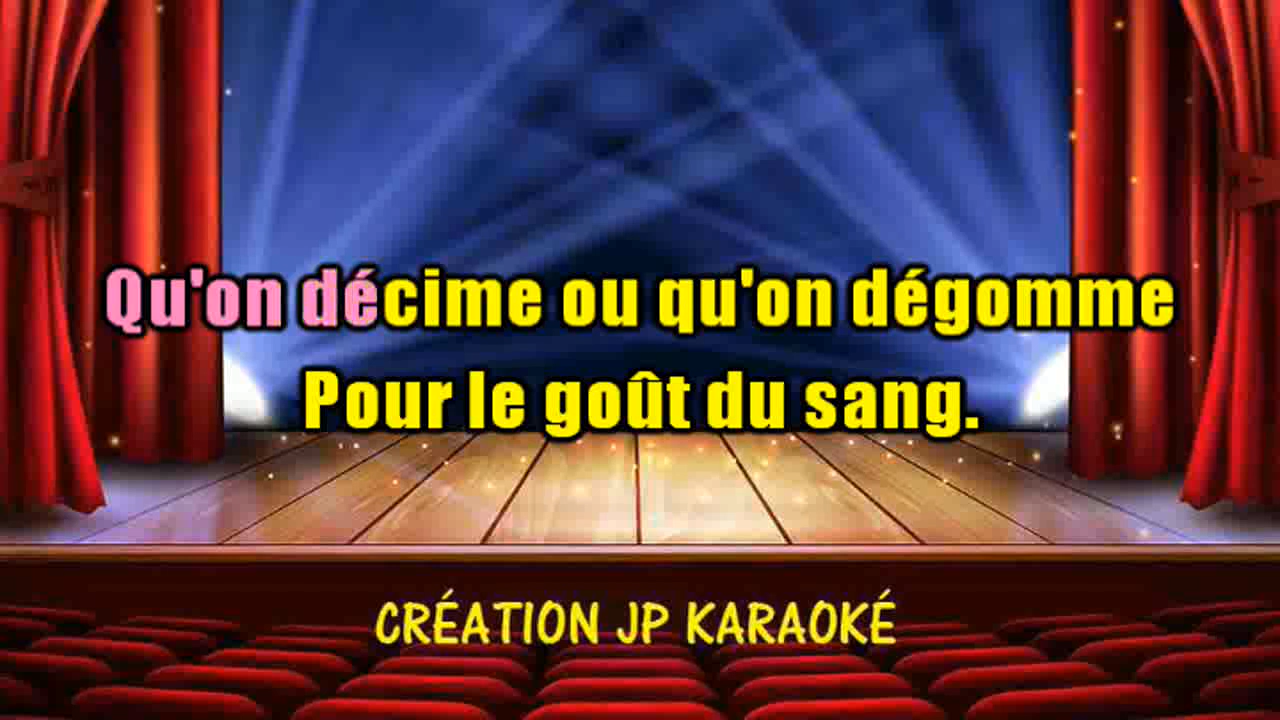 Qu'on décime ou qu'on dégomme
Pour le goût du sang.
CRÉATION JP KARAOKÉ